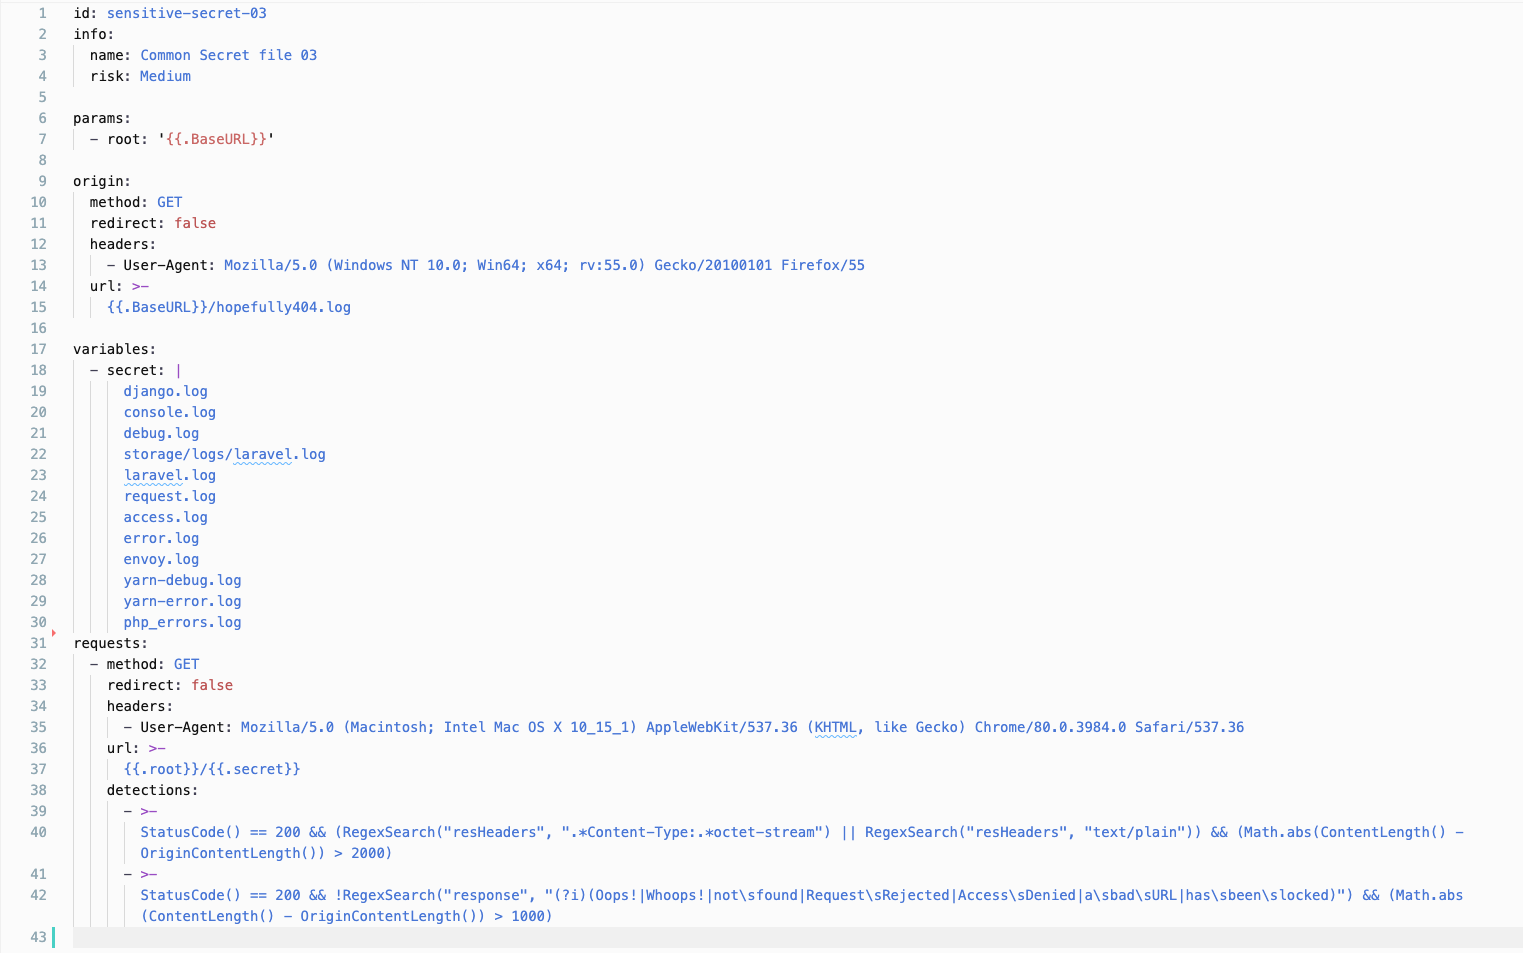 1 id: sensitive-secret-03
2 info:
3 name: Common Secret file 03
4 risk: Medium
5
6 params:
7 - root: '{{.BaseURL}}'
8
9 origin:
10 method: GET
11 redirect: false
12 headers:
13 - User-Agent: Mozilla/5.0 (Windows NT 10.0; Win64; x64; rv:55.0) Gecko/20100101 Firefox/55
14 url: >-
15 {{.BaseURL}}/hopefully404.log
16
17 variables:
18 - secret: |
19 django.log
20 console.log
21 debug.log
22 storage/logs/laravel.log
23 laravel.log
24 request.log
25 access.log
26 error.log
27 envoy.log
28 yarn-debug.log
29 yarn-error.log
30 php_errors.log
31 requests:
32 - method: GET
33 redirect: false
34 headers:
35 - User-Agent: Mozilla/5.0 (Macintosh; Intel Mac OS X 10_15_1) AppleWebKit/537.36 (KHTML, like Gecko) Chrome/80.0.3984.0 Safari/537.36
36 url: >-
37 {{.root}}/{{.secret}}
38 detections:
39 - >-
40 StatusCode() == 200 && (RegexSearch("resHeaders", ".*Content-Type:.*octet-stream") || RegexSearch("resHeaders", "text/plain")) && (Math.abs(ContentLength() -
OriginContentLength()) > 2000)
41 - >-
42 StatusCode() == 200 && !RegexSearch("response", "(?i)(Oops!|Whoops!|not\sfound|Request\sRejected|Access\sDenied|a\sbad\sURL|has\sbeen\slocked)") && (Math.abs
(ContentLength() - OriginContentLength()) > 1000)
43